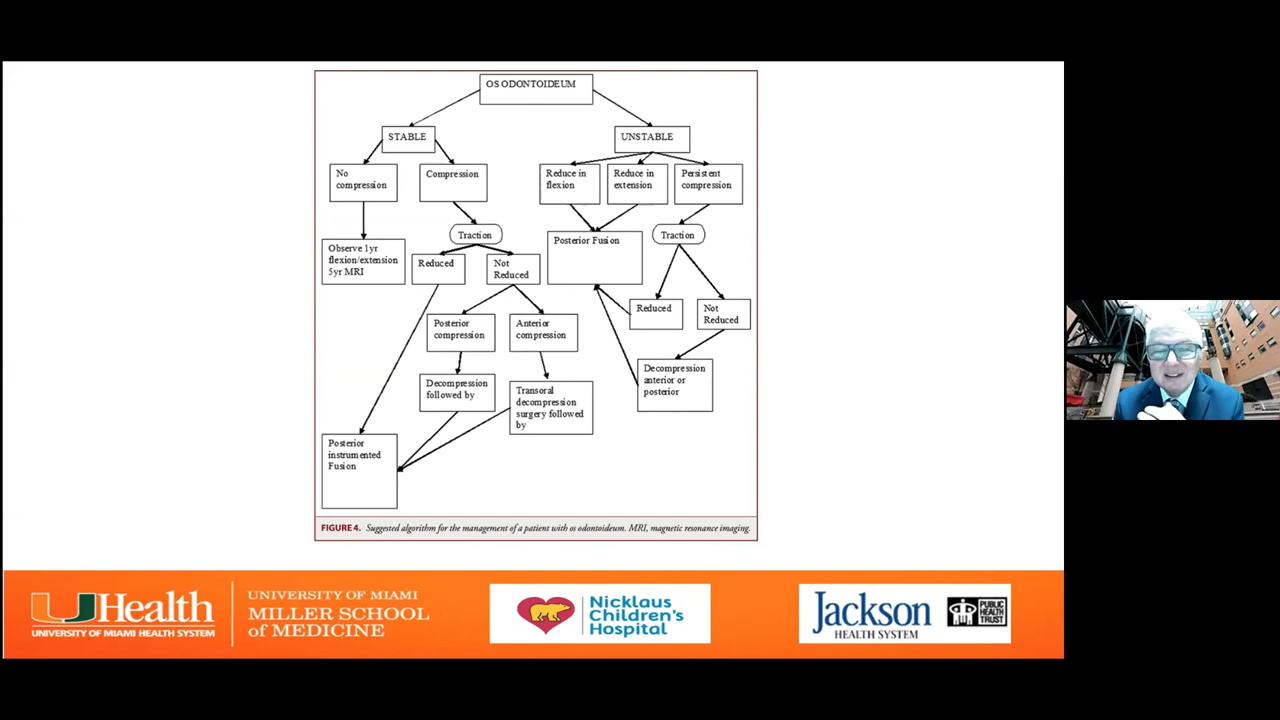 OS ODONTOIDEUM
STABLE
UNSTABLE
No
compression
Compression
Reduce in
flexion
Reduce in
extension
Persistent
compression
Traction
Posterior Fusion
Traction
Observe 1yr
flexion/extension
5yr MRI
Reduced
Not
Reduced
Reduced
Not
Reduced
Posterior
compression
Anterior
compression
Decompression
followed by
Transoral
decompression
surgery followed
by
Decompression
anterior or
posterior
Posterior
instrumented
Fusion
FIGURE 4. Suggested algorithm for the management of a patient with os odontoideum. MRI, magnetic resonance imaging.
UHealth
UNIVERSITY OF MIAMI HEALTH SYSTEM
UNIVERSITY OF MIAMI
MILLER SCHOOL
of MEDICINE
Nicklaus
Children's
Hospital
Jackson
HEALTH SYSTEM
PUBLIC
HEALTH
TRUST